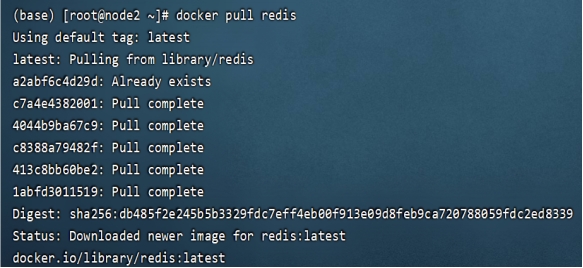 (base) [root@node2 ~]# docker pull redis
Using default tag: latest
latest: Pulling from library/redis
a2abf6c4d29d: Already exists
c7a4e4382001: Pull complete
4044b9ba67c9: Pull complete
c8388a79482f: Pull complete
413c8bb60be2: Pull complete
1abfd3011519: Pull complete
Digest: sha256:db485f2e245b5b3329fdc7eff4eb00f913e09d8feb9ca720788059fdc2ed8339
Status: Downloaded newer image for redis:latest
docker.io/library/redis:latest